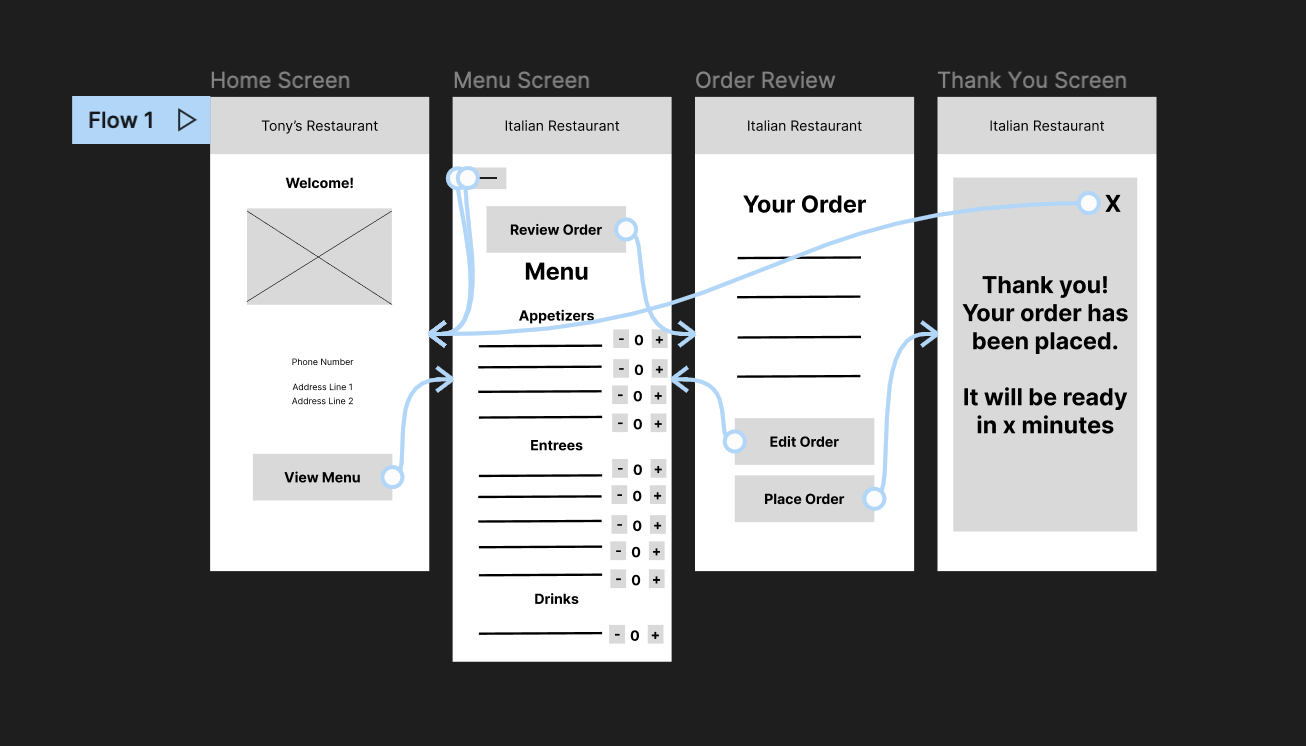 Home Screen
Menu Screen
Order Review
Thank You Screen
Flow 1
Tony's Restaurant
Welcome!
Phone Number
Address Line 1
Address Line 2
View Menu
Italian Restaurant
Review Order
Menu
Appetizers
- 0 +
- 0 +
- 0 +
- 0 +
Entrees
- 0 +
- 0 +
- 0 +
- 0 +
- 0 +
Drinks
- 0 +
Italian Restaurant
Your Order
Edit Order
Place Order
Italian Restaurant
X
Thank you!
Your order has
been placed.
It will be ready
in x minutes